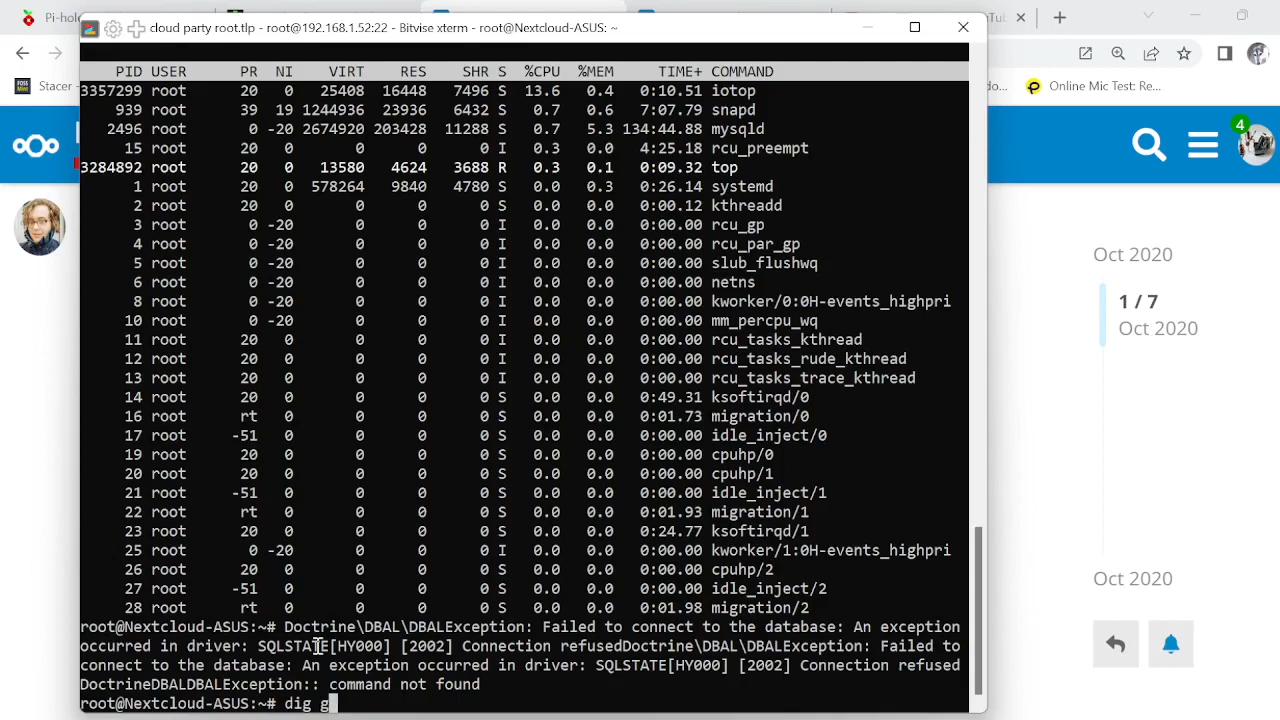 Pi-hol
cloud party root.tlp - root@192.168.1.52:22 - Bitvise xterm - root@Nextcloud-ASUS: ~
Stacer
FOSS
Mint
Online Mic Test: Re...
4
PID USER PR NI VIRT RES SHR S %CPU %MEM TIME+ COMMAND
3357299 root 20 0 25408 16448 7496 S 13.6 0.4 0:10.51 iotop
939 root 39 19 1244936 23936 6432 S 0.7 0.6 7:07.79 snapd
2496 root 0 -20 2674920 203428 11288 S 0.7 5.3 134:44.88 mysqld
15 root 20 0 0 0 0 I 0.3 0.0 4:25.18 rcu_preempt
3284892 root 20 0 13580 4624 3688 R 0.3 0.1 0:09.32 top
1 root 20 0 578264 9840 4780 S 0.0 0.3 0:26.14 systemd
2 root 20 0 0 0 0 S 0.0 0.0 0:00.12 kthreadd
3 root 0 -20 0 0 0 I 0.0 0.0 0:00.00 rcu_gp
4 root 0 -20 0 0 0 I 0.0 0.0 0:00.00 rcu_par_gp
5 root 0 -20 0 0 0 I 0.0 0.0 0:00.00 slub_flushwq
6 root 0 -20 0 0 0 I 0.0 0.0 0:00.00 netns
8 root 0 -20 0 0 0 I 0.0 0.0 0:00.00 kworker/0:0H-events_highpri
10 root 0 -20 0 0 0 I 0.0 0.0 0:00.00 mm_percpu_wq
11 root 20 0 0 0 0 I 0.0 0.0 0:00.00 rcu_tasks_kthread
12 root 20 0 0 0 0 I 0.0 0.0 0:00.00 rcu_tasks_rude_kthread
13 root 20 0 0 0 0 I 0.0 0.0 0:00.00 rcu_tasks_trace_kthread
14 root 20 0 0 0 0 S 0.0 0.0 0:49.31 ksoftirqd/0
16 root rt 0 0 0 0 S 0.0 0.0 0:01.73 migration/0
17 root -51 0 0 0 0 S 0.0 0.0 0:00.00 idle_inject/0
19 root 20 0 0 0 0 S 0.0 0.0 0:00.00 cpuhp/0
20 root 20 0 0 0 0 S 0.0 0.0 0:00.00 cpuhp/1
21 root -51 0 0 0 0 S 0.0 0.0 0:00.00 idle_inject/1
22 root rt 0 0 0 0 S 0.0 0.0 0:01.93 migration/1
23 root 20 0 0 0 0 S 0.0 0.0 0:24.77 ksoftirqd/1
25 root 0 -20 0 0 0 I 0.0 0.0 0:00.00 kworker/1:0H-events_highpri
26 root 20 0 0 0 0 S 0.0 0.0 0:00.00 cpuhp/2
27 root -51 0 0 0 0 S 0.0 0.0 0:00.00 idle_inject/2
28 root rt 0 0 0 0 S 0.0 0.0 0:01.98 migration/2
root@Nextcloud-ASUS:~# Doctrine\DBAL\DBALException: Failed to connect to the database: An exception
occurred in driver: SQLSTATE[HY000] [2002] Connection refusedDoctrine\DBAL\DBALException: Failed to
connect to the database: An exception occurred in driver: SQLSTATE[HY000] [2002] Connection refused
DoctrineDBALDBALException:: command not found
root@Nextcloud-ASUS:~# dig g
Oct 2020
1 / 7
Oct 2020
Oct 2020